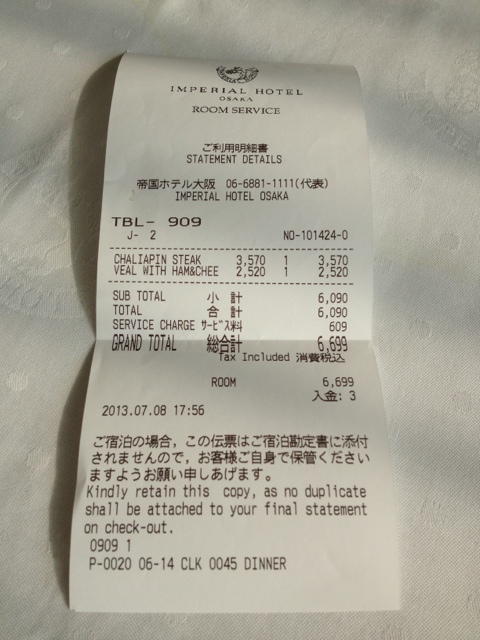 IMPERIAL HOTEL
OSAKA
ROOM SERVICE
ご利用明細書
STATEMENT DETAILS
帝国ホテル大阪 06-6881-1111(代表)
IMPERIAL HOTEL OSAKA
TBL- 909
J- 2 NO-101424-0
CHALIAPIN STEAK 3,570 1 3,570
VEAL WITH HAM&CHEE 2,520 1 2,520
SUB TOTAL 小 計 6,090
TOTAL 合 計 6,090
SERVICE CHARGE サービス料 609
GRAND TOTAL 総合計 6,699
Tax Included 消費税込
ROOM 6,699
入金: 3
2013.07.08 17:56
ご宿泊の場合, この伝票はご宿泊勘定書に添付
されませんので, お客様ご自身で保管ください
ますようお願い申しあげます。
Kindly retain this copy, as no duplicate
shall be attached to your final statement
on check-out.
0909 1
P-0020 06-14 CLK 0045 DINNER